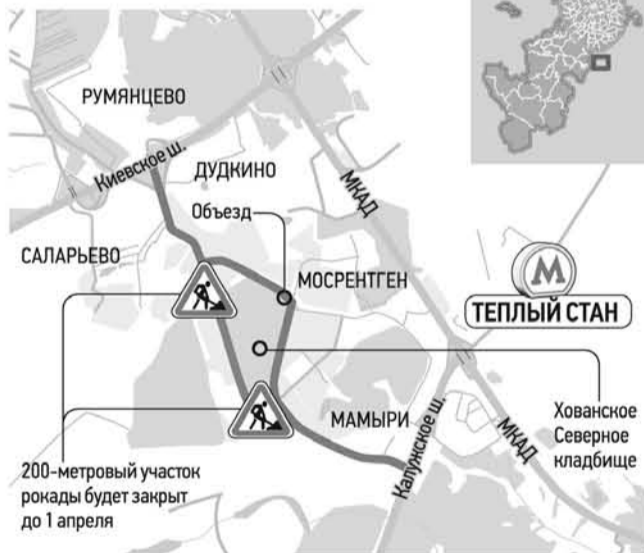 РУМЯНЦЕВО
Киевское ш.
ДУДКИНО
МКАД
Объезд
САЛАРЬЕВО
МОСРЕНТГЕН
М
ТЕПЛЫЙ СТАН
МАМЫРИ
Калужское ш.
МКАД
Хованское
Северное
кладбище
200-метровый участок
рокады будет закрыт
до 1 апреля